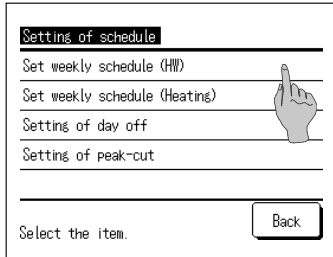 Setting of schedule
Set weekly schedule (HW)
Set weekly schedule (Heating)
Setting of day off
Setting of peak-cut
Select the item.
Back